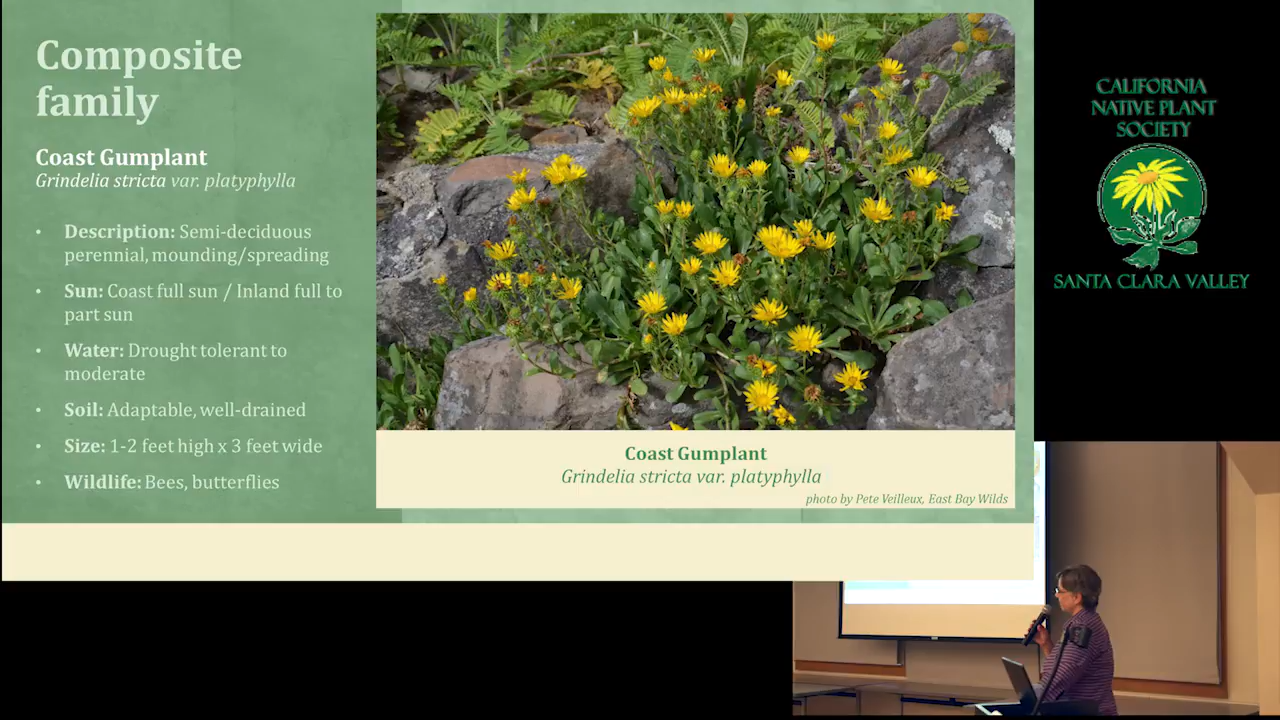 Composite
family
Coast Gumplant
Grindelia stricta var. platyphylla
• Description: Semi-deciduous
perennial, mounding/spreading
• Sun: Coast full sun / Inland full to
part sun
• Water: Drought tolerant to
moderate
• Soil: Adaptable, well-drained
• Size: 1-2 feet high x 3 feet wide
• Wildlife: Bees, butterflies
Coast Gumplant
Grindelia stricta var. platyphylla
photo by Pete Veilleux, East Bay Wilds
CALIFORNIA
NATIVE PLANT
SOCIETY
SANTA CLARA VALLEY